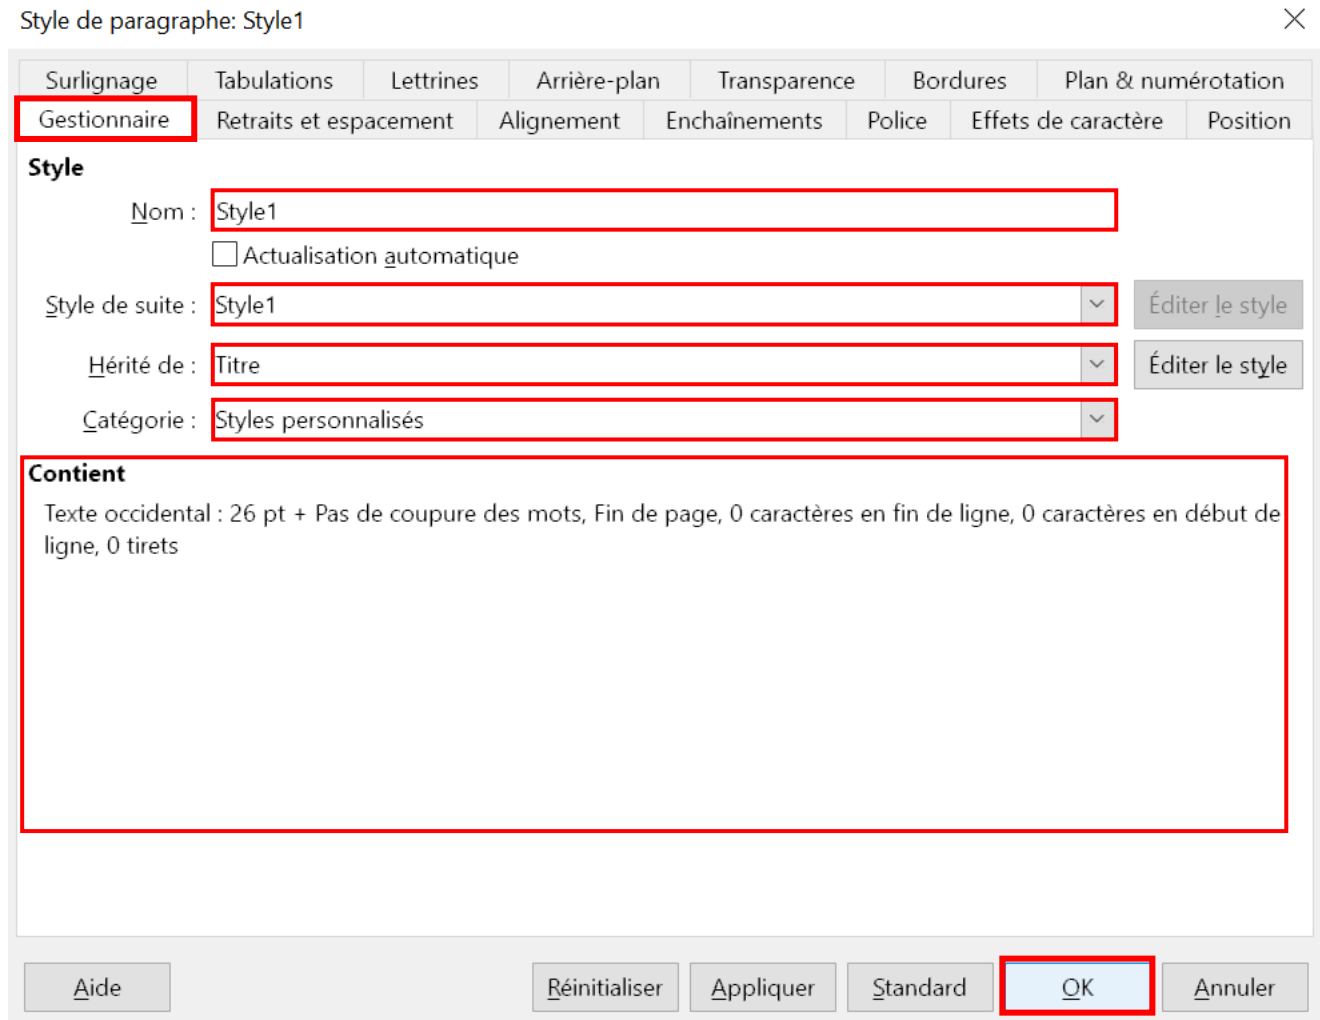 Style de paragraphe: Style1
Surlignage Tabulations Lettrines Arrière-plan Transparence Bordures Plan & numérotation
Gestionnaire Retraits et espacement Alignement Enchaînements Police Effets de caractère Position
Style
Nom : Style1
Actualisation automatique
Style de suite : Style1 Éditer le style
Hérité de : Titre Éditer le style
Catégorie : Styles personnalisés
Contient
Texte occidental : 26 pt + Pas de coupure des mots, Fin de page, 0 caractères en fin de ligne, 0 caractères en début de
ligne, 0 tirets
Aide Réinitialiser Appliquer Standard OK Annuler